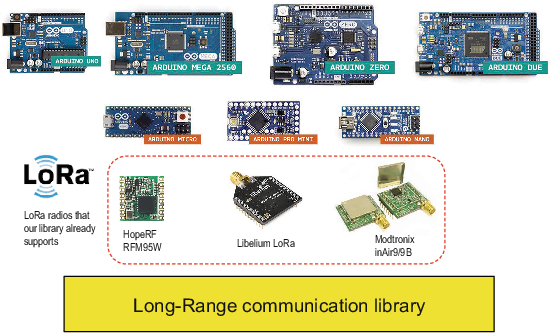 ARDUINO UNO
ARDUINO MEGA 2560
ARDUINO ZERO
ARDUINO DUE
ARDUINO MICRO
ARDUINO PRO MINI
ARDUINO NANO
LoRa™
LoRa radios that
our library already
supports
HopeRF
RFM95W
Libelium LoRa
Modtronix
inAir9/9B
Long-Range communication library